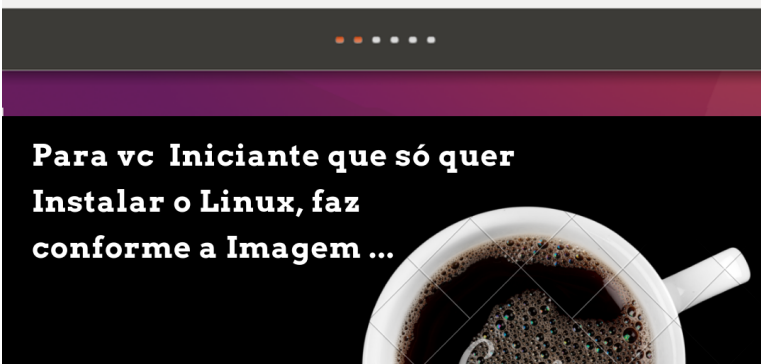 Para vc Iniciante que só quer
Instalar o Linux, faz
conforme a Imagem ...